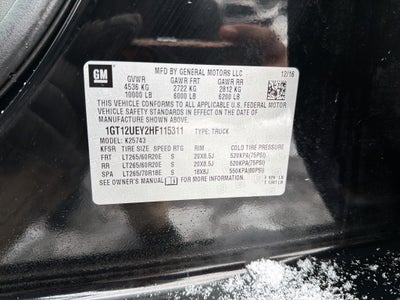 GM
MFD BY GENERAL MOTORS LLC
12/16
GVWR GAWR FRT GAWR RR
4536 KG 2722 KG 2812 KG
10000 LB 6000 LB 6200 LB
THIS VEHICLE CONFORMS TO ALL APPLICABLE U.S. FEDERAL MOTOR
VEHICLE SAFETY STANDARDS IN EFFECT ON THE DATE OF
MANUFACTURE SHOWN ABOVE.
1GT12UEY2HF115311 TYPE: TRUCK
MODEL: K25743
KFSR TIRE SIZE SPEED RTG RIM COLD TIRE PRESSURE
FRT LT265/60R20E S 20X8.5J 520KPA(75PSI)
RR LT265/60R20E S 20X8.5J 520KPA(75PSI)
SPA LT265/70R18E S 18X8J 550KPA(80PSI)
SEE OWNER'S MANUAL FOR MORE INFORMATION.